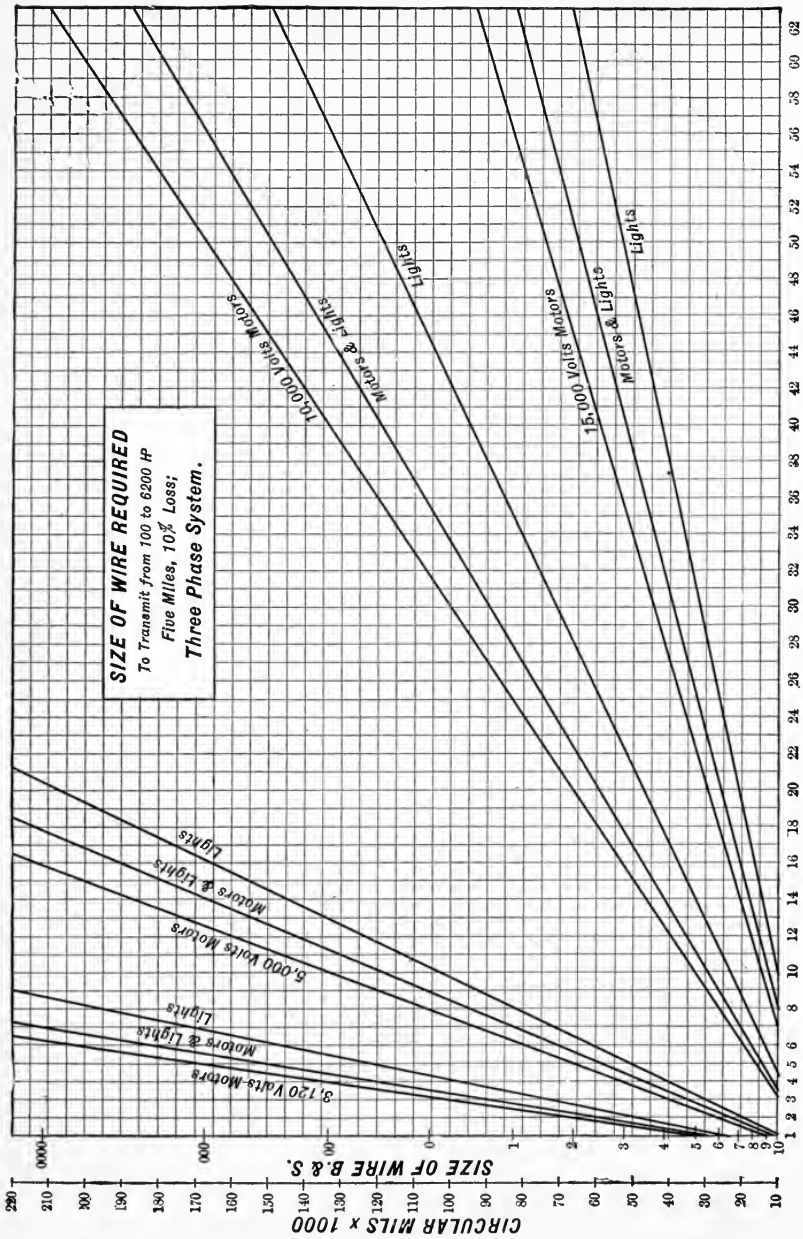 SIZE OF WIRE REQUIRED
To Transmit from 100 to 6200 HP
Five Miles, 10% Loss;
Three Phase System.
3,120 Volts-Motors
Motors & Lights
Lights
5,000 Volts Motors
Motors & Lights
Lights
10,000 Volts Motors
Motors & Lights
Lights
15,000 Volts Motors
Motors & Lights
Lights
CIRCULAR MILS x 1000
220 210 200 190 180 170 160 150 140 130 120 110 100 90 80 70 60 50 40 30 20 10
SIZE OF WIRE B.& S.
0000 000 00 0 1 2 3 4 5 6 7 8 9 10
1 2 3 4 5 6 8 10 12 14 16 18 20 22 24 26 28 30 32 34 36 38 40 42 44 46 48 50 52 54 56 58 60 62